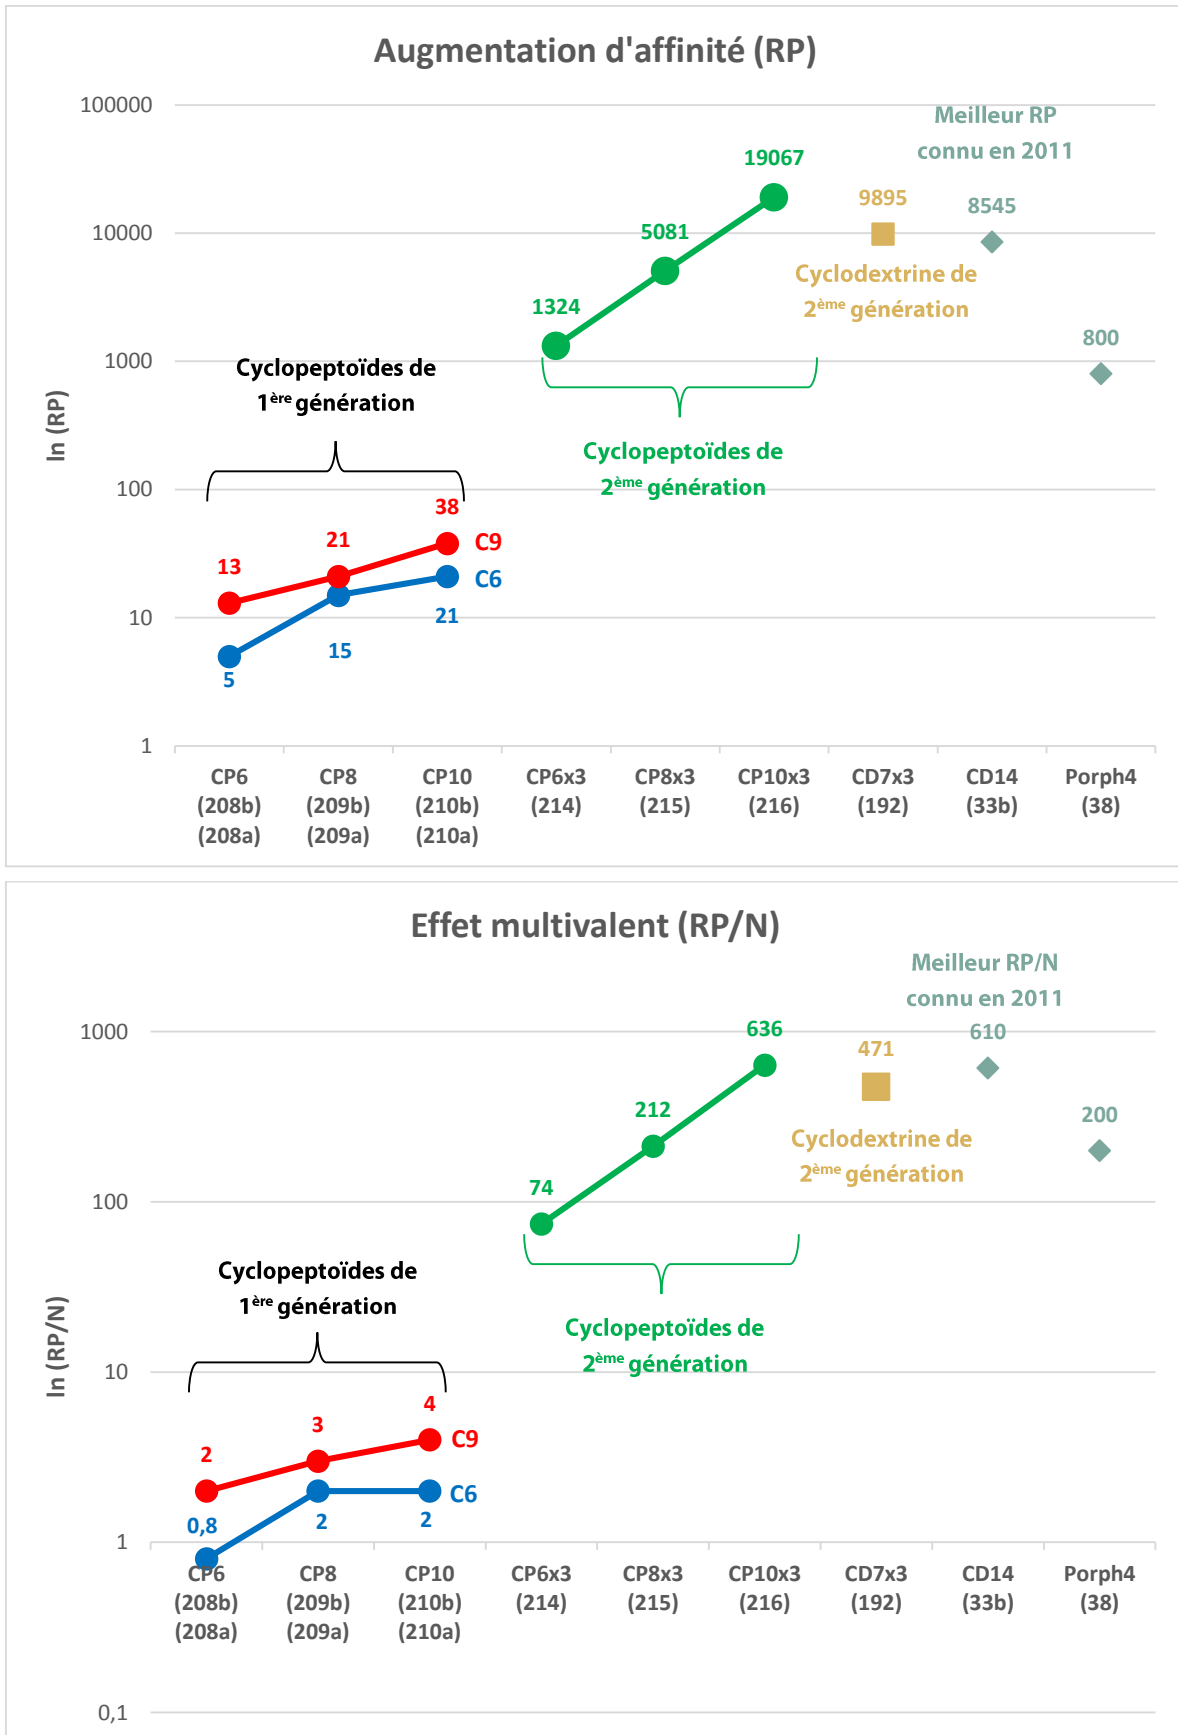 Augmentation d'affinité (RP)
100000
10000
1000
100
10
1
ln (RP)
Meilleur RP
connu en 2011
19067
9895
8545
5081
Cyclodextrine de
2ème génération
1324
800
Cyclopeptoïdes de
1ère génération
Cyclopeptoïdes de
2ème génération
38
21
13
C9
C6
21
15
5
CP6
(208b)
(208a)
CP8
(209b)
(209a)
CP10
(210b)
(210a)
CP6x3
(214)
CP8x3
(215)
CP10x3
(216)
CD7x3
(192)
CD14
(33b)
Porph4
(38)
Effet multivalent (RP/N)
1000
100
10
1
0,1
ln (RP/N)
Meilleur RP/N
connu en 2011
636
471
610
212
200
Cyclodextrine de
2ème génération
74
Cyclopeptoïdes de
1ère génération
Cyclopeptoïdes de
2ème génération
4
3
2
C9
C6
0,8
2
2
CP6
(208b)
(208a)
CP8
(209b)
(209a)
CP10
(210b)
(210a)
CP6x3
(214)
CP8x3
(215)
CP10x3
(216)
CD7x3
(192)
CD14
(33b)
Porph4
(38)